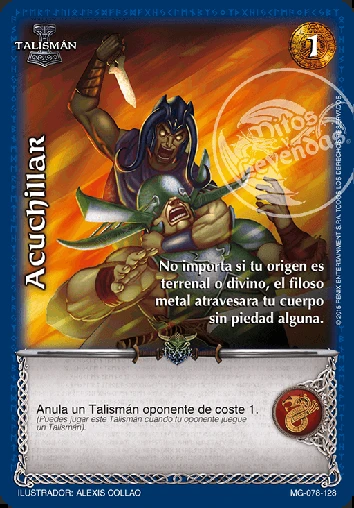 TALISMÁN
1
Mitos
y
Leyendas
Acuchillar
No importa si tu origen es
terrenal o divino, el filoso
metal atravesara tu cuerpo
sin piedad alguna.
Anula un Talismán oponente de coste 1.
(Puedes jugar este Talismán cuando tu oponente juegue
un Talismán).
ILUSTRADOR: ALEXIS COLLAO
MG-078-128